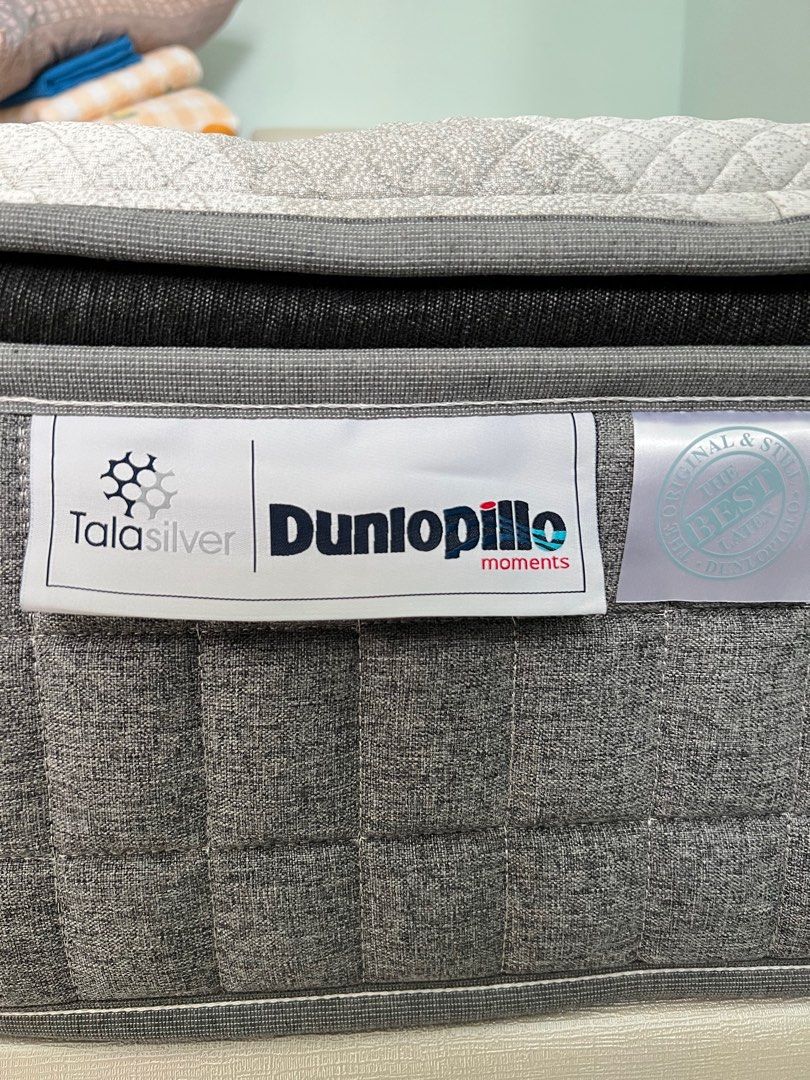 Talasilver
Dunlopillo
moments
THE ORIGINAL & STILL
THE
BEST
LATEX
DUNLOPILLO